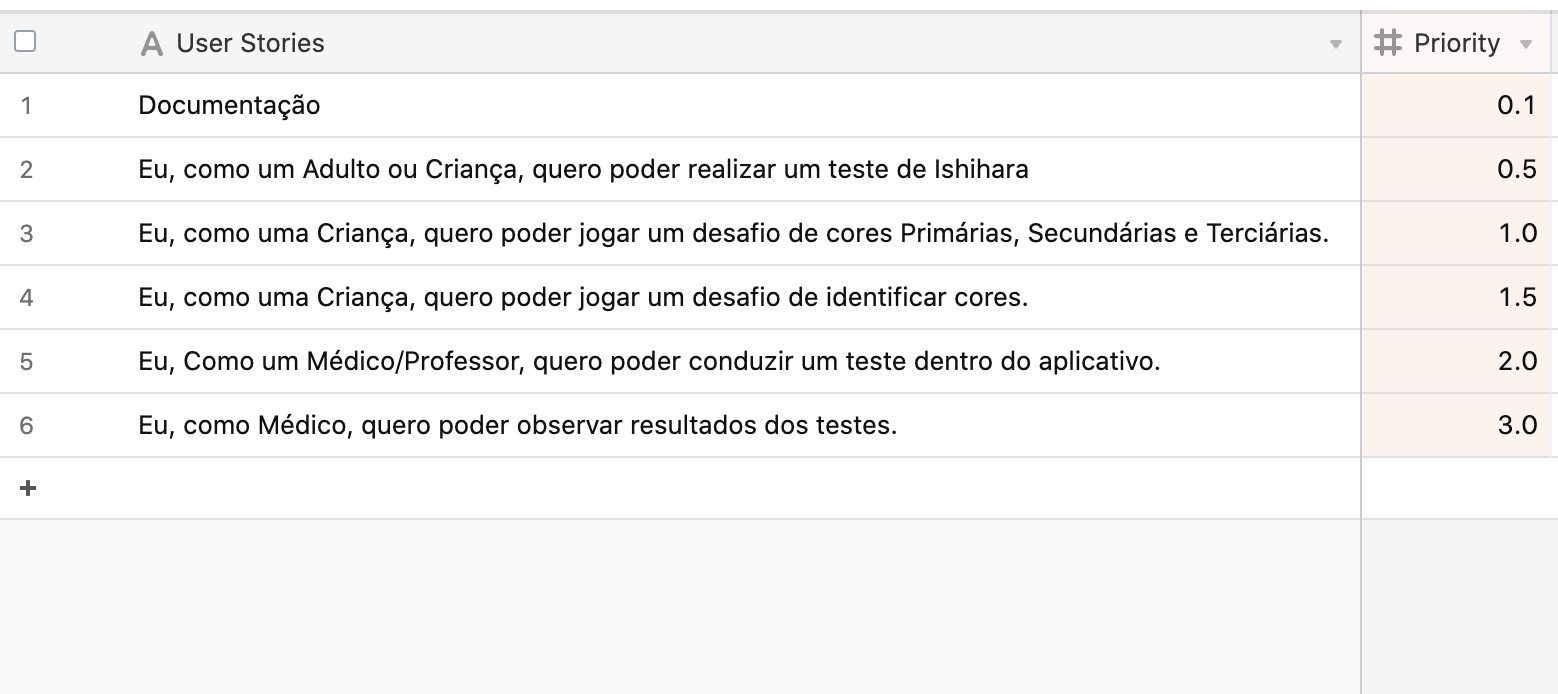 User Stories Priority
1 Documentação 0.1
2 Eu, como um Adulto ou Criança, quero poder realizar um teste de Ishihara 0.5
3 Eu, como uma Criança, quero poder jogar um desafio de cores Primárias, Secundárias e Terciárias. 1.0
4 Eu, como uma Criança, quero poder jogar um desafio de identificar cores. 1.5
5 Eu, Como um Médico/Professor, quero poder conduzir um teste dentro do aplicativo. 2.0
6 Eu, como Médico, quero poder observar resultados dos testes. 3.0